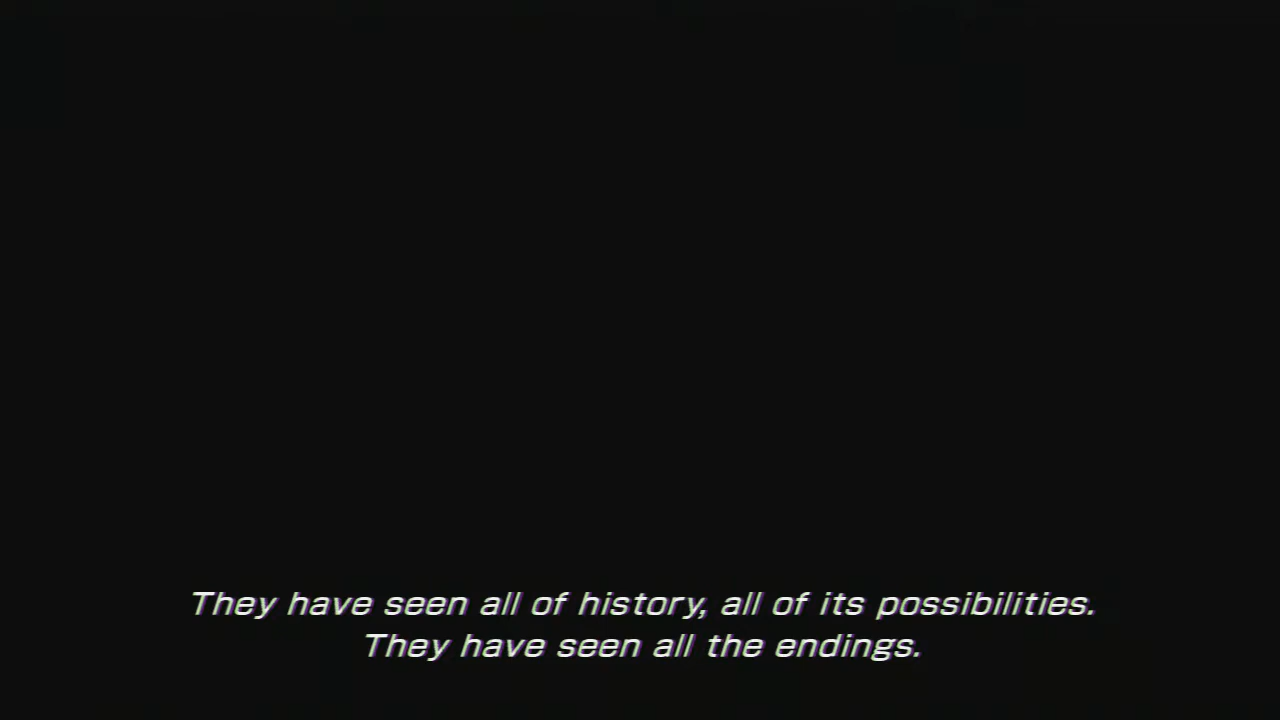 They have seen all of history, all of its possibilities.
They have seen all the endings.